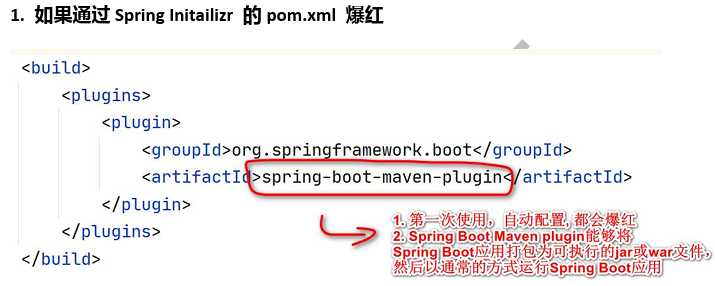 1. 如果通过 Spring Initailizr 的 pom.xml 爆红
<build>
<plugins>
<plugin>
<groupId>org.springframework.boot</groupId>
<artifactId>spring-boot-maven-plugin</artifactId>
</plugin>
</plugins>
</build>
1. 第一次使用，自动配置, 都会爆红
2. Spring Boot Maven plugin能够将
Spring Boot应用打包为可执行的jar或war文件，
然后以通常的方式运行Spring Boot应用